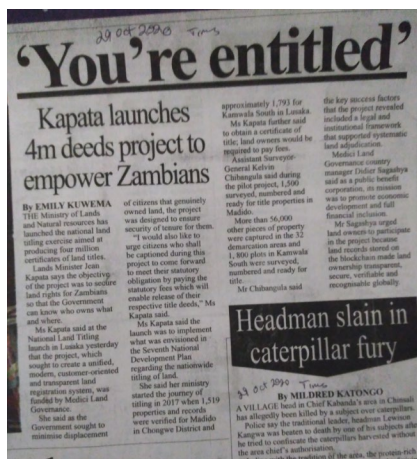 29 Oct 2020 Times
'You're entitled'
Kapata launches
4m deeds project to
empower Zambians
By EMILY KUWEMA
THE Ministry of Lands
and Natural resources has
launched the national land
titling exercise aimed at
producing four million
certificates of land titles.
Lands Minister Jean
Kapata says the objective
of the project was to secure
land rights for Zambians
so that the Government
can know who owns what
and where.
Ms Kapata said at the
National Land Titling
launch in Lusaka yesterday
that the project, which
sought to create a unified,
modern, customer-oriented
and transparent land
registration system, was
funded by Medici Land
Governance.
She said as the
Government sought to
minimise displacement
of citizens that genuinely
owned land, the project
was designed to ensure
security of tenure for them.
"I would also like to
urge citizens who shall
be captioned during this
project to come forward
to meet their statutory
obligation by paying the
statutory fees which will
enable release of their
respective title deeds," Ms
Kapata said.
Ms Kapata said the
launch was to implement
what was envisioned in
the Seventh National
Development Plan
regarding the nationwide
titling of land.
She said her ministry
started the journey of
titling in 2017 when 1,519
properties and records
were verified for Madido
in Chongwe District and
approximately 1,793 for
Kamwala South in Lusaka.
Ms Kapata further said
to obtain a certificate of
title, land owners would be
required to pay fees.
Assistant Surveyor-
General Kelvin
Chibangula said during
the pilot project, 1,500
surveyed, numbered and
ready for title properties in
Madido.
More than 56,000
other pieces of property
were captured in the 32
demarcation areas and
1, 800 plots in Kamwala
South were surveyed,
numbered and ready for
title.
Mr Chibangula said
the key success factors
that the project revealed
included a legal and
institutional framework
that supported systematic
land adjudication.
Medici Land
Governance country
manager Didier Sagashya
said as a public benefit
corporation, its mission
was to promote economic
development and full
financial inclusion.
Mr Sagashya urged
land owners to participate
in the project because
land records stored on
the blockchain made land
ownership transparent,
secure, verifiable and
recognisable globally.
Headman slain in
caterpillar fury
29 Oct 2020 Times
By MILDRED KATONGO
A VILLAGE head in Chief Kabanda's area in
has allegedly been killed by a subject over caterpillars.
Police say the traditional leader, headman Lewison
Kangwa was beaten to death by one of his subjects after
he tried to confiscate the caterpillars harvested without
the area chief's authorisation.
the tradition of the area, the protein-rich